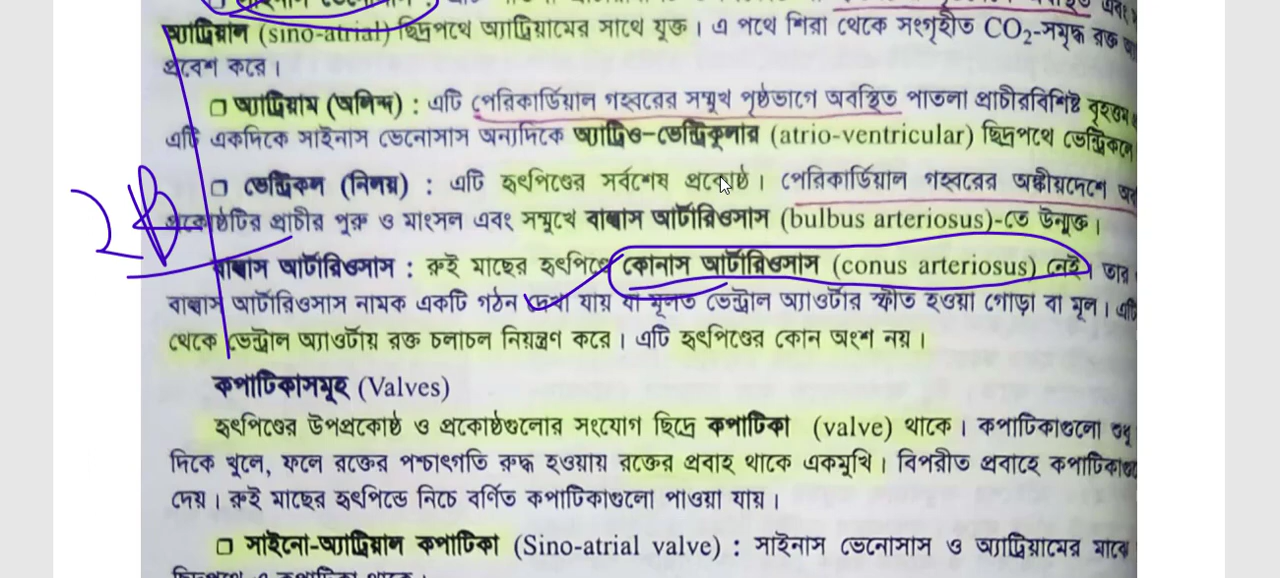 অ্যাট্রিয়াল (sino-atrial) ছিদ্রপথে অ্যাট্রিয়ামের সাথে যুক্ত। এ পথে শিরা থেকে সংগৃহীত CO₂-সমৃদ্ধ রক্ত
প্রবেশ করে।
❏ অ্যাট্রিয়াম (অলিন্দ) : এটি পেরিকার্ডিয়াল গহ্বরের সম্মুখ পৃষ্ঠভাগে অবস্থিত পাতলা প্রাচীরবিশিষ্ট বৃহত্তম
এটি একদিকে সাইনাস ভেনোসাস অন্যদিকে অ্যাট্রিও-ভেন্ট্রিকুলার (atrio-ventricular) ছিদ্রপথে
❏ ভেন্ট্রিকল (নিলয়) : এটি হৃৎপিণ্ডের সর্বশেষ প্রকোষ্ঠ। পেরিকার্ডিয়াল গহ্বরের অঙ্কীয়দেশে
2B
প্রকোষ্ঠটির প্রাচীর পুরু ও মাংসল এবং সম্মুখে বাল্বাস আর্টারিওসাস (bulbus arteriosus)-তে উন্মুক্ত।
বাল্বাস আর্টারিওসাস : রুই মাছের হৃৎপিণ্ডে কোনাস আর্টারিওসাস (conus arteriosus) নেই। তার
বাল্বাস আর্টারিওসাস নামক একটি গঠন দেখা যায় যা মূলত ভেন্ট্রাল অ্যাওর্টার স্ফীত হওয়া গোড়া বা মূল। এটি
থেকে ভেন্ট্রাল অ্যাওর্টায় রক্ত চলাচল নিয়ন্ত্রণ করে। এটি হৃৎপিণ্ডের কোন অংশ নয়।
কপাটিকাসমূহ (Valves)
হৃৎপিণ্ডের উপপ্রকোষ্ঠ ও প্রকোষ্ঠগুলোর সংযোগ ছিদ্রে কপাটিকা (valve) থাকে। কপাটিকাগুলো শুধু
দিকে খুলে, ফলে রক্তের পশ্চাৎগতি রুদ্ধ হওয়ায় রক্তের প্রবাহ থাকে একমুখি। বিপরীত প্রবাহে
দেয়। রুই মাছের হৃৎপিন্ডে নিচে বর্ণিত কপাটিকাগুলো পাওয়া যায়।
❏ সাইনো-অ্যাট্রিয়াল কপাটিকা (Sino-atrial valve) : সাইনাস ভেনোসাস ও অ্যাট্রিয়ামের মাঝে